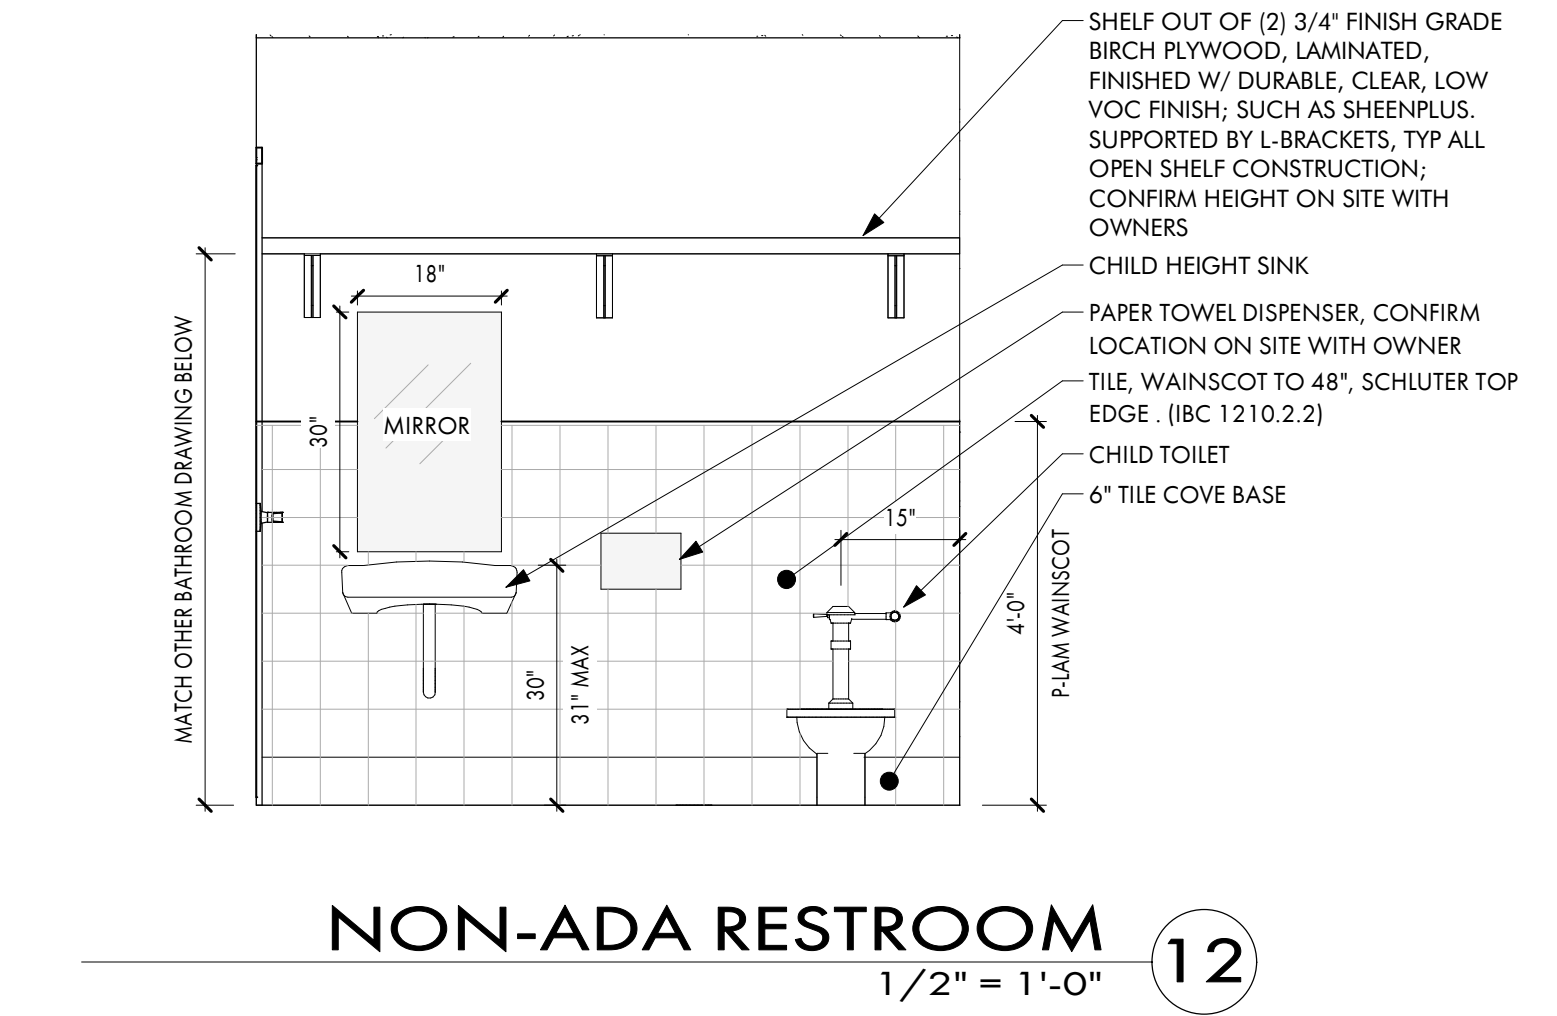 SHELF OUT OF (2) 3/4" FINISH GRADE
BIRCH PLYWOOD, LAMINATED,
FINISHED W/ DURABLE, CLEAR, LOW
VOC FINISH; SUCH AS SHEENPLUS.
SUPPORTED BY L-BRACKETS, TYP ALL
OPEN SHELF CONSTRUCTION;
CONFIRM HEIGHT ON SITE WITH
OWNERS
CHILD HEIGHT SINK
PAPER TOWEL DISPENSER, CONFIRM
LOCATION ON SITE WITH OWNER
TILE, WAINSCOT TO 48", SCHLUTER TOP
EDGE . (IBC 1210.2.2)
CHILD TOILET
6" TILE COVE BASE
MATCH OTHER BATHROOM DRAWING BELOW
18"
30"
MIRROR
30"
31" MAX
15"
4'-0"
P-LAM WAINSCOT
NON-ADA RESTROOM
12
1/2" = 1'-0"